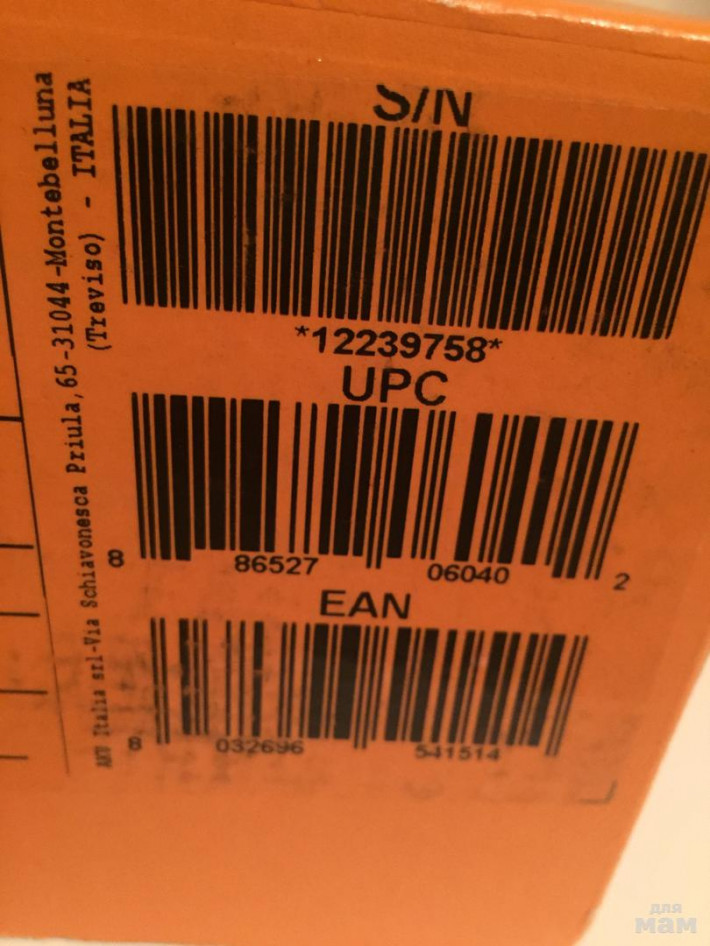 AKU Italia srl-Via Schiavonesca Priula,65-31044-Montebelluna
(Treviso) - ITALIA
S/N
*12239758*
UPC
8 86527 06040 2
EAN
8 032696 541514
для
мам